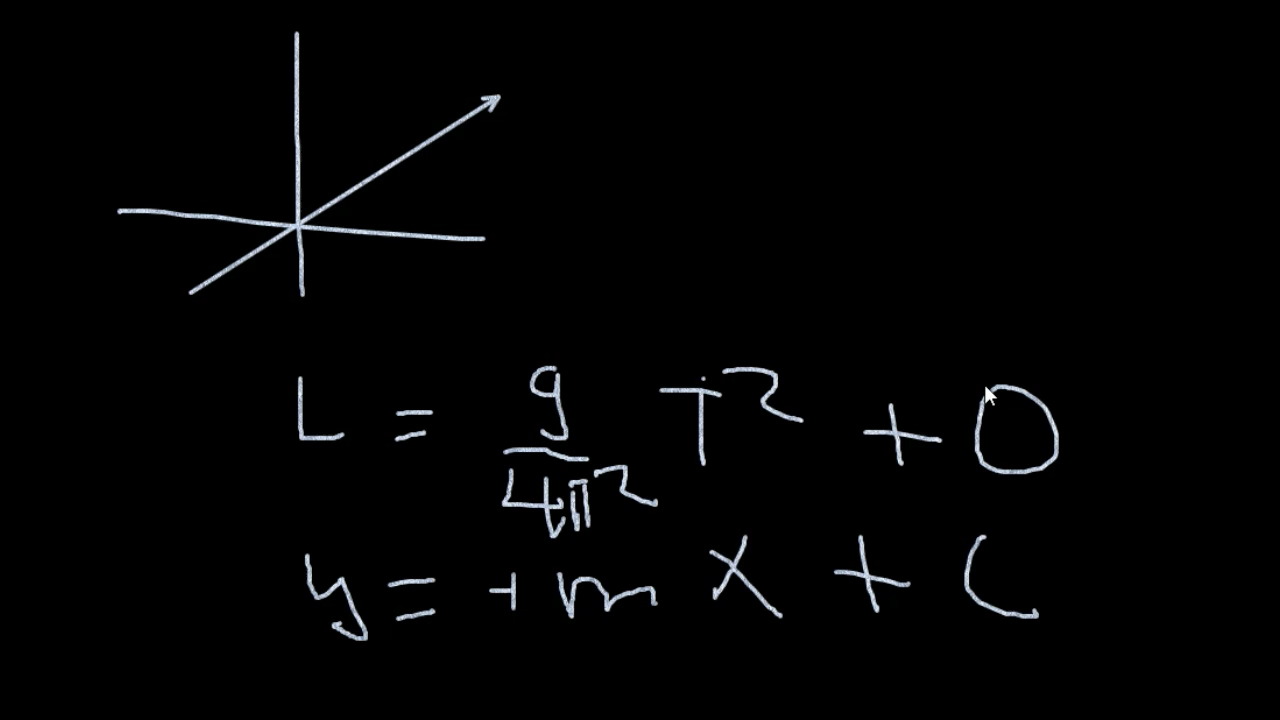 L = g/4π² T² + 0
y = +m x + c